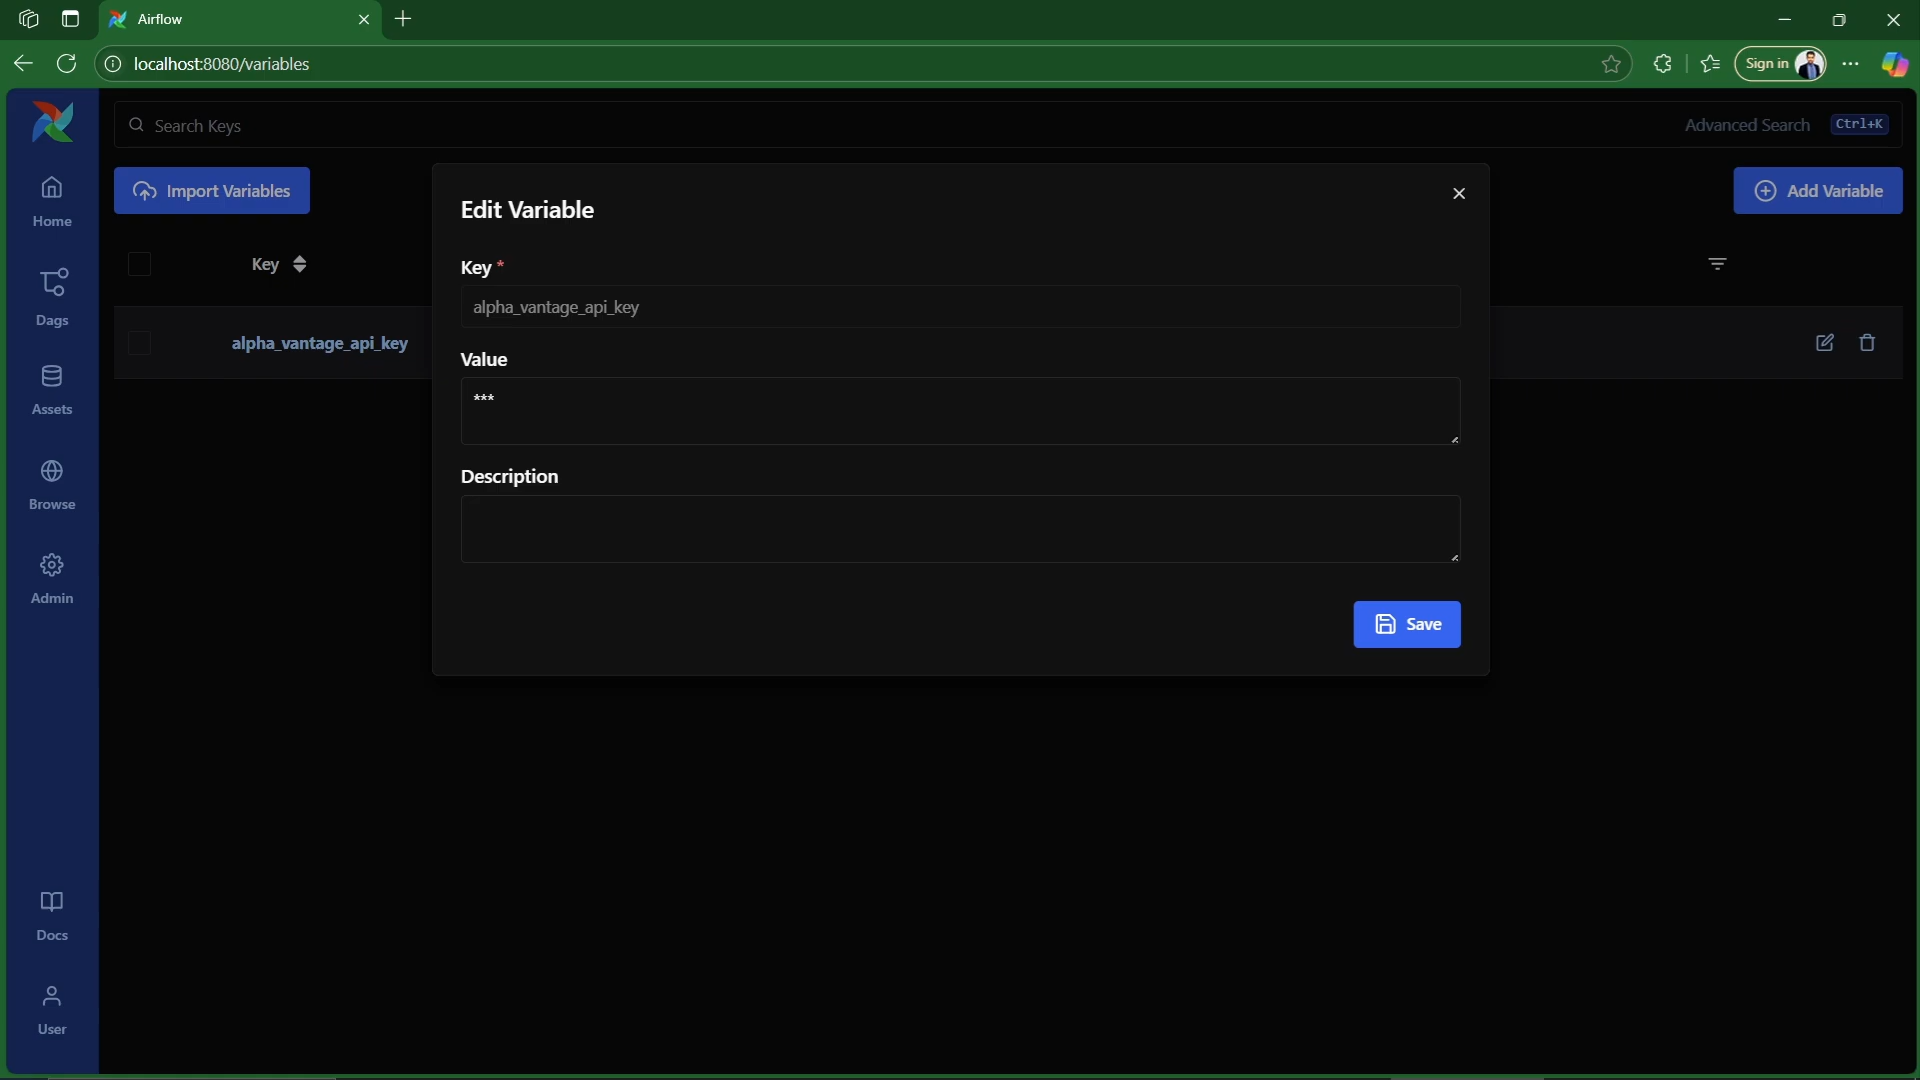 Airflow
localhost:8080/variables
Sign in
Search Keys
Advanced Search Ctrl+K
Import Variables
Add Variable
Home
Dags
Assets
Browse
Admin
Docs
User
Key
alpha_vantage_api_key
Edit Variable
Key *
alpha_vantage_api_key
Value
***
Description
Save